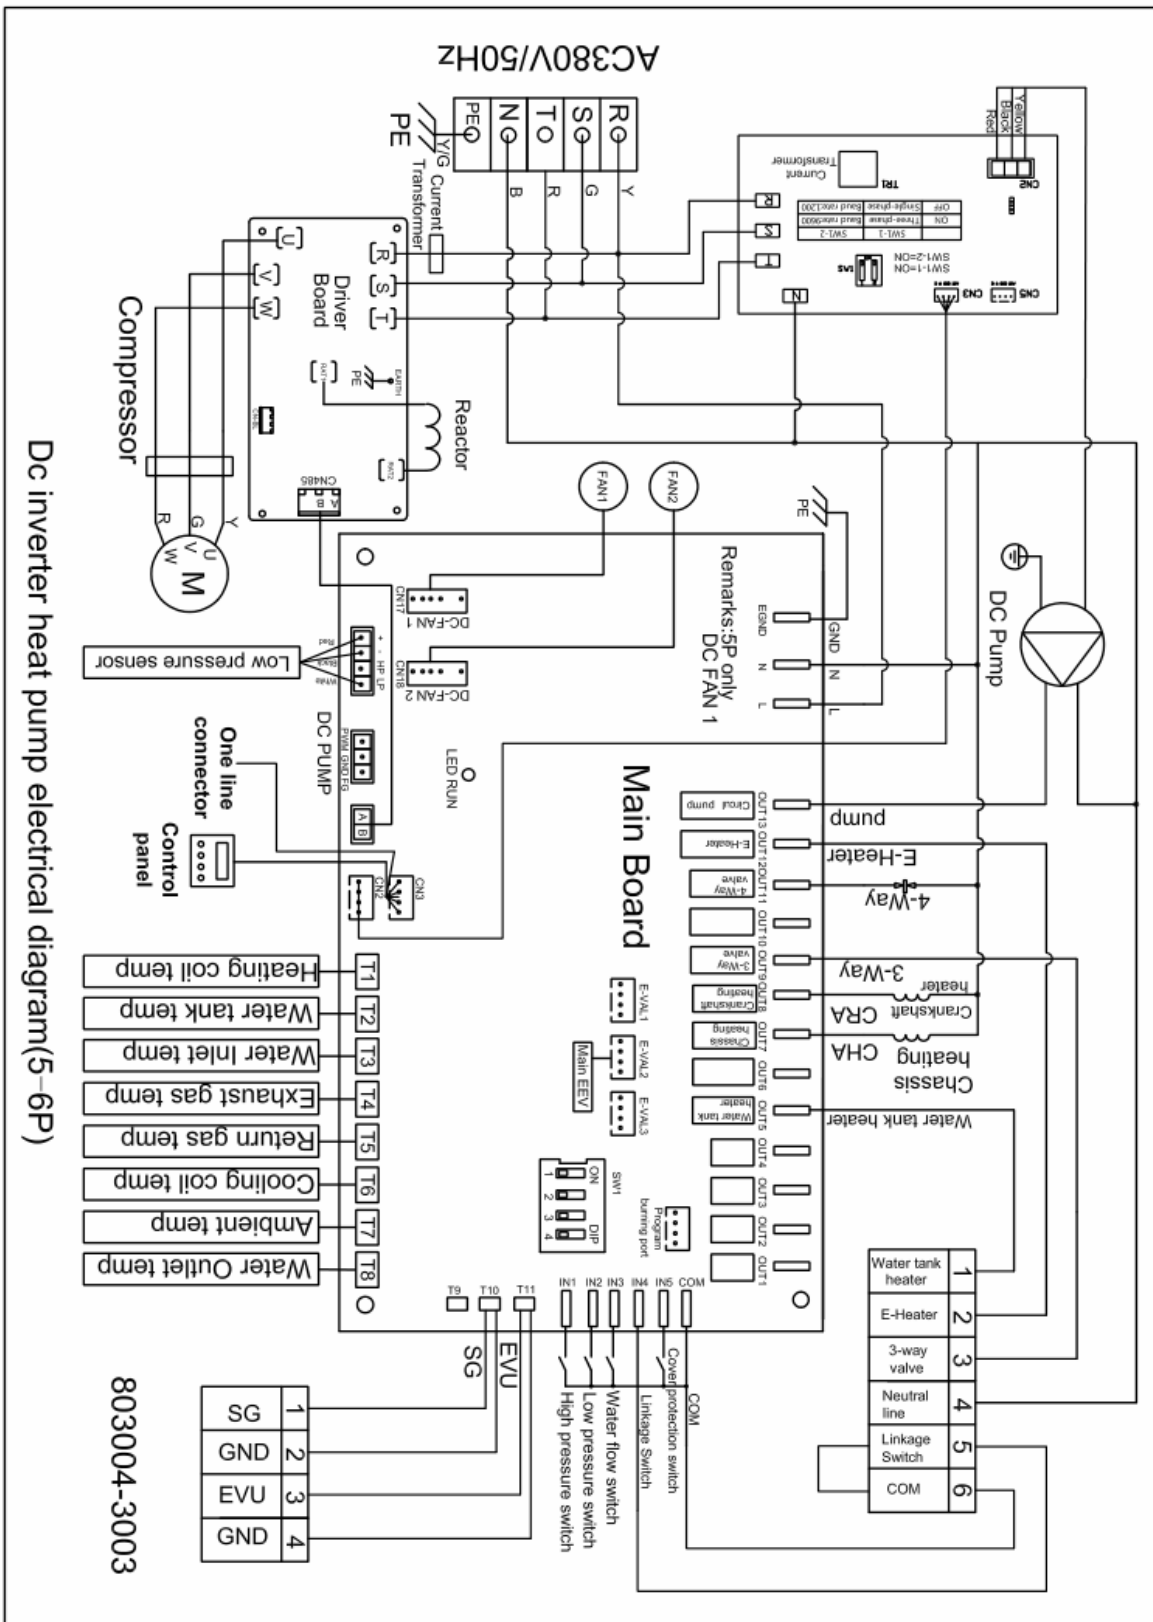 AC380V/50Hz
PE
N
T
S
R
PE
Y/G
B
R
G
Y
Current
Transformer
Yellow
Black
Red
CN2
Current
Transformer
TR1
OFF Single-phase Baud rate:1200
ON Three-phase Baud rate:9600
SW1-1 SW1-2
SW1-1=ON
SW1-2=ON
SW1
CN3
CN5
R
S
T
N
U
V
W
R
S
T
Driver
Board
PE
EARTH
Reactor
CN485
A
B
Compressor
R
G
Y
U
V
W
M
FAN1
FAN2
PE
DC Pump
CN17
DC-FAN 1
CN18
DC-FAN 2
Remarks:5P only
DC FAN 1
EGND
N
L
GND
N
L
Low pressure sensor
Red
Black
White
+ - HP LP
DC PUMP
PWM GND FG
A B
LED RUN
One line
connector
Control
panel
CN2
CN3
Main Board
OUT13
Circul pump
pump
OUT12
E-Heater
E-Heater
OUT11
4-Way
valve
4-Way
OUT10
OUT9
3-Way
valve
3-Way
OUT8
Crankshaft
heating
CRA
Crankshaft
heater
OUT7
Chassis
heating
CHA
Chassis
heating
OUT6
OUT5
Water tank
heater
Water tank heater
OUT4
OUT3
OUT2
OUT1
E-VAL1
E-VAL2
E-VAL3
Main EEV
SW1
ON
DIP
1
2
3
4
Program
burning port
T1 Heating coil temp
T2 Water tank temp
T3 Water Inlet temp
T4 Exhaust gas temp
T5 Return gas temp
T6 Cooling coil temp
T7 Ambient temp
T8 Water Outlet temp
T9
T10
T11
SG
EVU
IN1
IN2
IN3
IN4
IN5
COM
High pressure switch
Low pressure switch
Water flow switch
Linkage Switch
Cover protection switch
COM
1 SG
2 GND
3 EVU
4 GND
Water tank
heater
1
E-Heater
2
3-way
valve
3
Neutral
line
4
Linkage
Switch
5
COM
6
Dc inverter heat pump electrical diagram(5-6P)
803004-3003